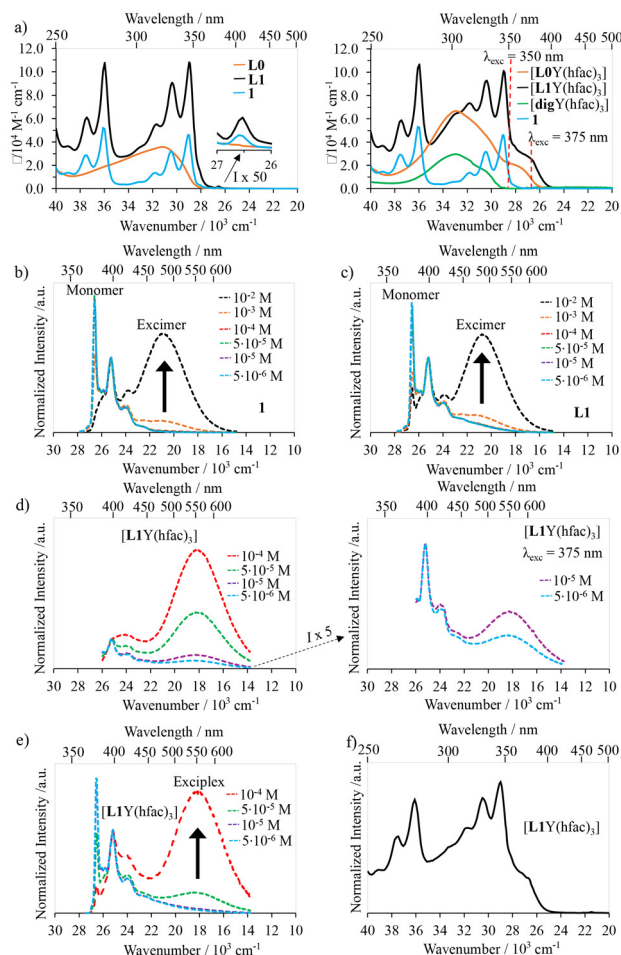 a)
Wavelength / nm
250 300 350 400 450 500
12.0
10.0
8.0
6.0
4.0
2.0
0.0
L0
L1
1
27 26
I x 50
/10⁴ M⁻¹ cm⁻¹
40 38 36 34 32 30 28 26 24 22 20
Wavenumber / 10³ cm⁻¹
Wavelength / nm
250 300 350 400 450 500
λexc = 350 nm
[L0Y(hfac)₃]
[L1Y(hfac)₃]
[digY(hfac)₃]
1
λexc = 375 nm
12.0
10.0
8.0
6.0
4.0
2.0
0.0
/10⁴ M⁻¹ cm⁻¹
40 38 36 34 32 30 28 26 24 22 20
Wavenumber / 10³ cm⁻¹
b)
Wavelength / nm
350 400 450 500 550 600
Monomer
Excimer
10⁻² M
10⁻³ M
10⁻⁴ M
5·10⁻⁵ M
10⁻⁵ M
5·10⁻⁶ M
1
Normalized Intensity /a.u.
28 26 24 22 20 18 16 14 12 10
Wavenumber / 10³ cm⁻¹
c)
Wavelength / nm
350 400 450 500 550 600
Monomer
Excimer
10⁻² M
10⁻³ M
10⁻⁴ M
5·10⁻⁵ M
10⁻⁵ M
5·10⁻⁶ M
L1
Normalized Intensity /a.u.
28 26 24 22 20 18 16 14 12 10
Wavenumber / 10³ cm⁻¹
d)
Wavelength / nm
350 400 450 500 550 600
[L1Y(hfac)₃]
10⁻⁴ M
5·10⁻⁵ M
10⁻⁵ M
5·10⁻⁶ M
I x 5
Normalized Intensity /a.u.
30 28 26 24 22 20 18 16 14 12 10
Wavenumber / 10³ cm⁻¹
Wavelength / nm
350 400 450 500 550 600
[L1Y(hfac)₃]
λexc = 375 nm
10⁻⁵ M
5·10⁻⁶ M
Normalized Intensity /a.u.
30 28 26 24 22 20 18 16 14 12 10
Wavenumber / 10³ cm⁻¹
e)
Wavelength / nm
350 400 450 500 550 600
Exciplex
[L1Y(hfac)₃]
10⁻⁴ M
5·10⁻⁵ M
10⁻⁵ M
5·10⁻⁶ M
Normalized Intensity /a.u.
30 28 26 24 22 20 18 16 14 12 10
Wavenumber / 10³ cm⁻¹
f)
Wavelength / nm
250 300 350 400 450 500
[L1Y(hfac)₃]
Normalized Intensity /a.u.
40 38 36 34 32 30 28 26 24 22 20
Wavenumber / 10³ cm⁻¹